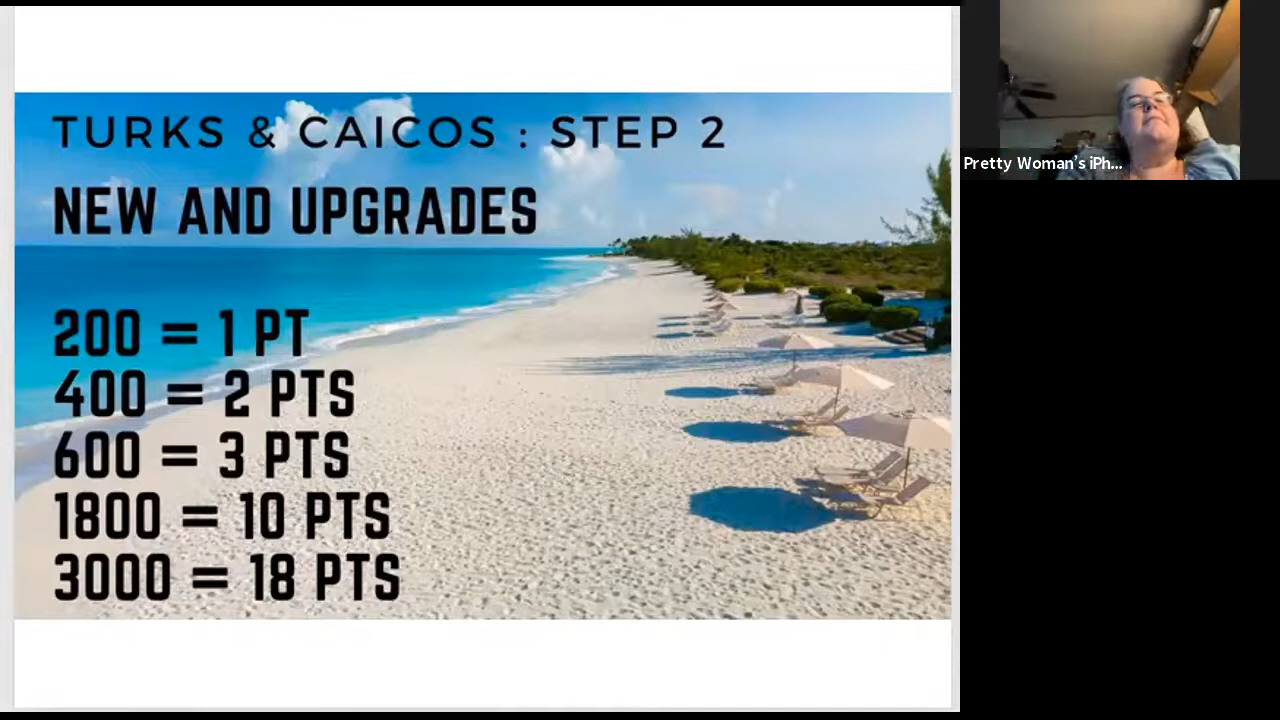 TURKS & CAICOS : STEP 2
NEW AND UPGRADES
200 = 1 PT
400 = 2 PTS
600 = 3 PTS
1800 = 10 PTS
3000 = 18 PTS
Pretty Woman's iPh...